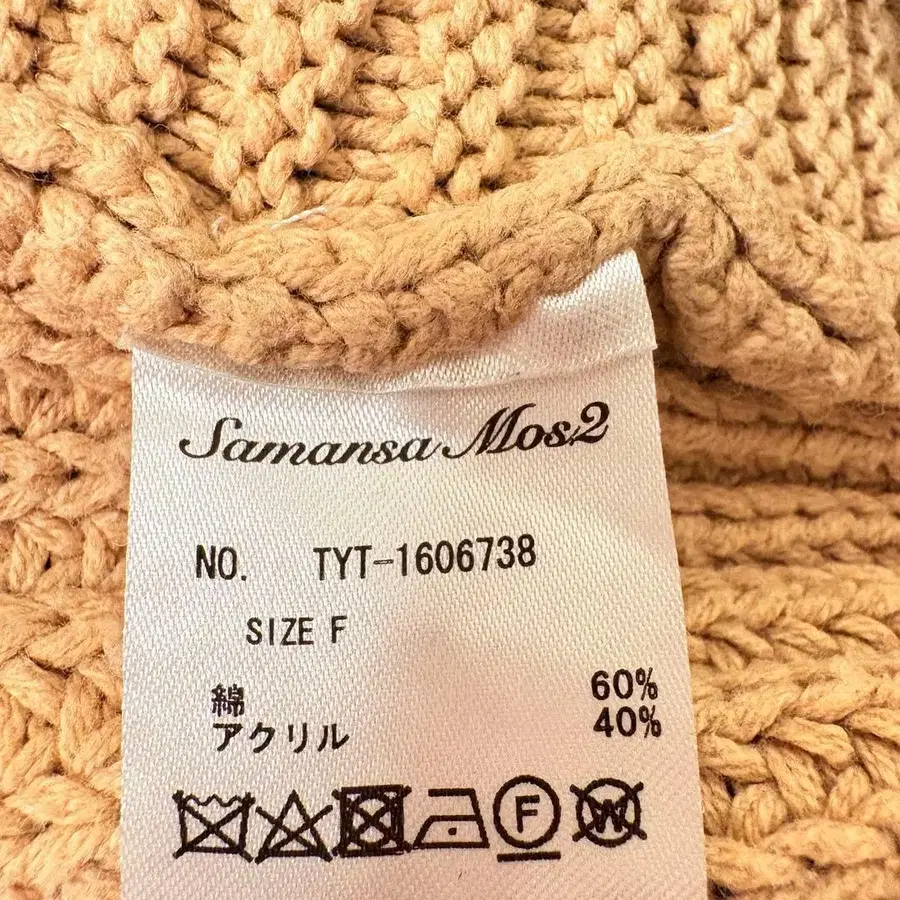 Samansa Mos2
NO. TYT-1606738
SIZE F
綿 60%
アクリル 40%
F W